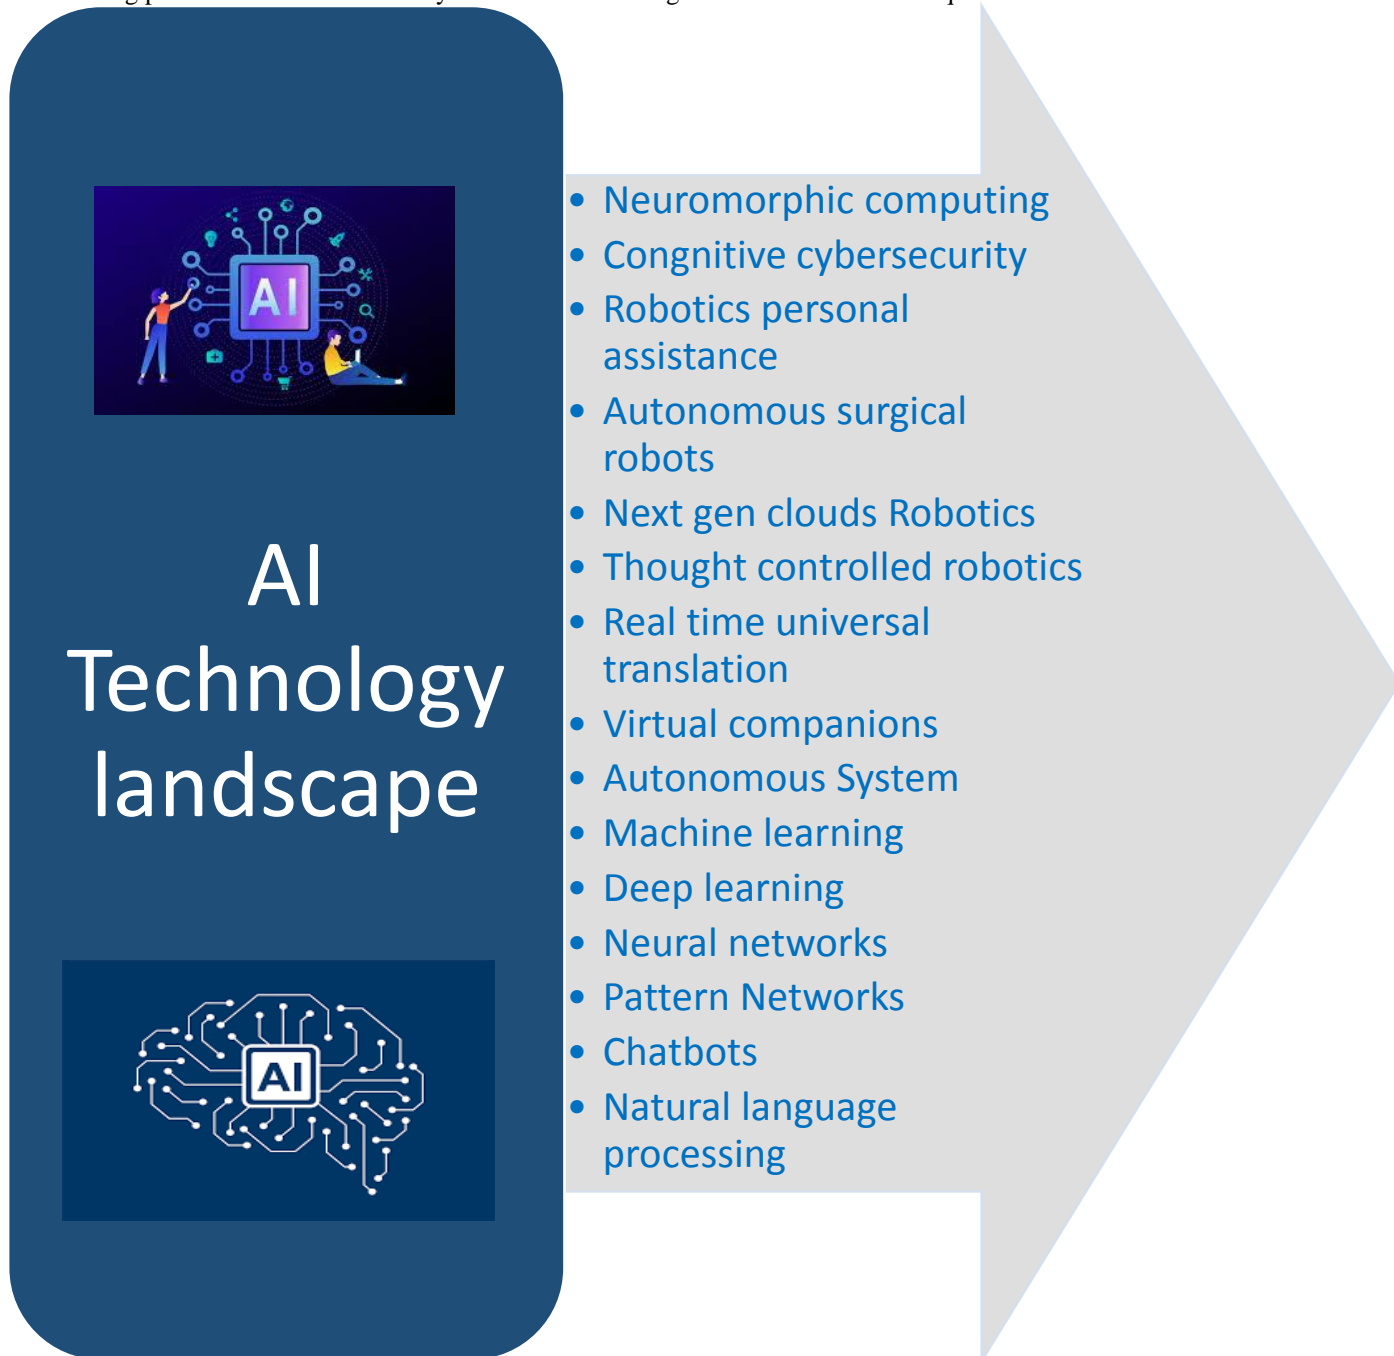 AI
AI
Technology
landscape
AI
• Neuromorphic computing
• Congnitive cybersecurity
• Robotics personal
assistance
• Autonomous surgical
robots
• Next gen clouds Robotics
• Thought controlled robotics
• Real time universal
translation
• Virtual companions
• Autonomous System
• Machine learning
• Deep learning
• Neural networks
• Pattern Networks
• Chatbots
• Natural language
processing